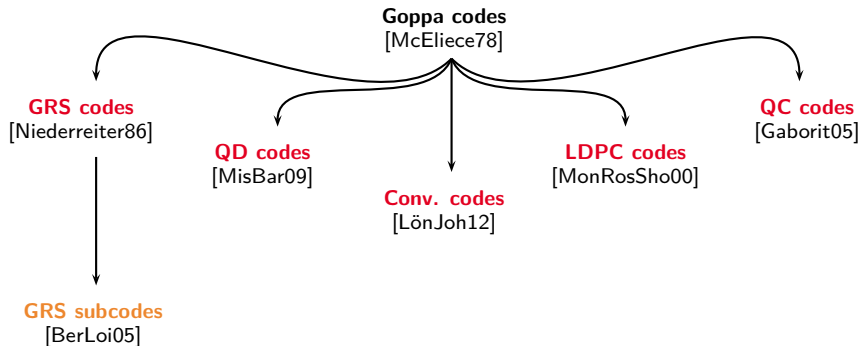 Goppa codes
[McEliece78]
GRS codes
[Niederreiter86]
QC codes
[Gaborit05]
QD codes
[MisBar09]
LDPC codes
[MonRosSho00]
Conv. codes
[LönJoh12]
GRS subcodes
[BerLoi05]